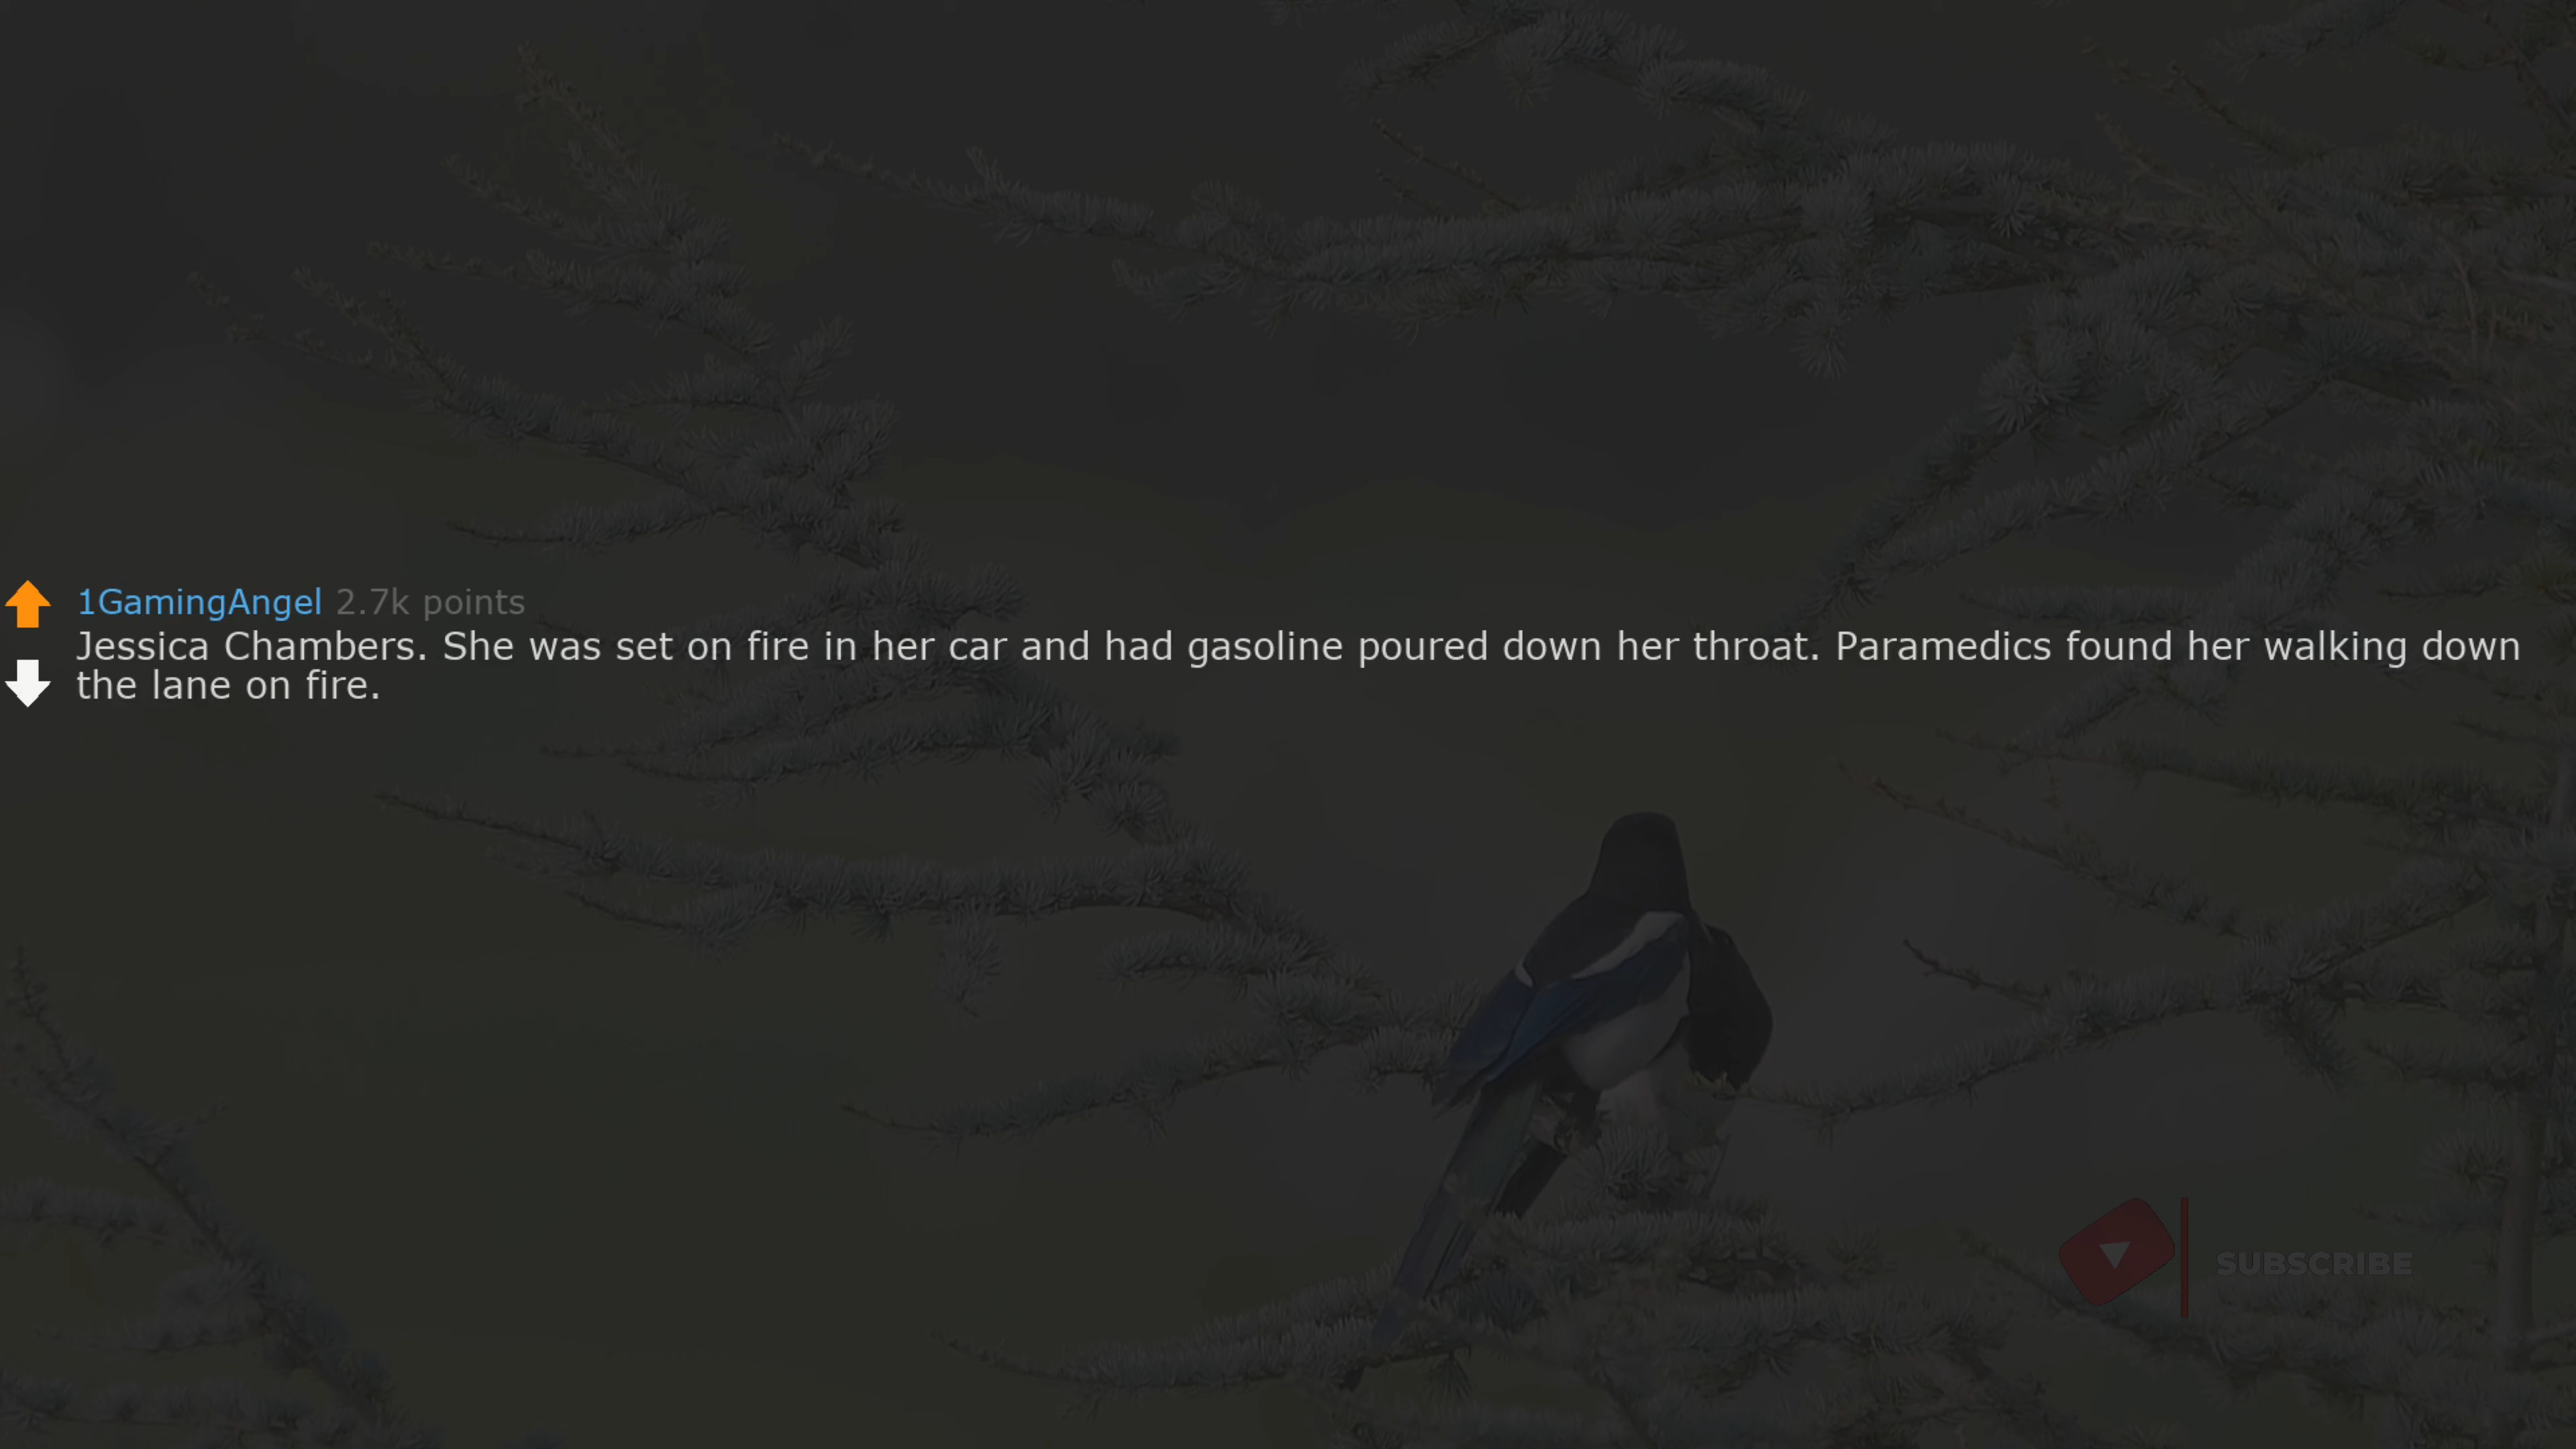 1GamingAngel 2.7k points
Jessica Chambers. She was set on fire in her car and had gasoline poured down her throat. Paramedics found her walking down
the lane on fire.
SUBSCRIBE